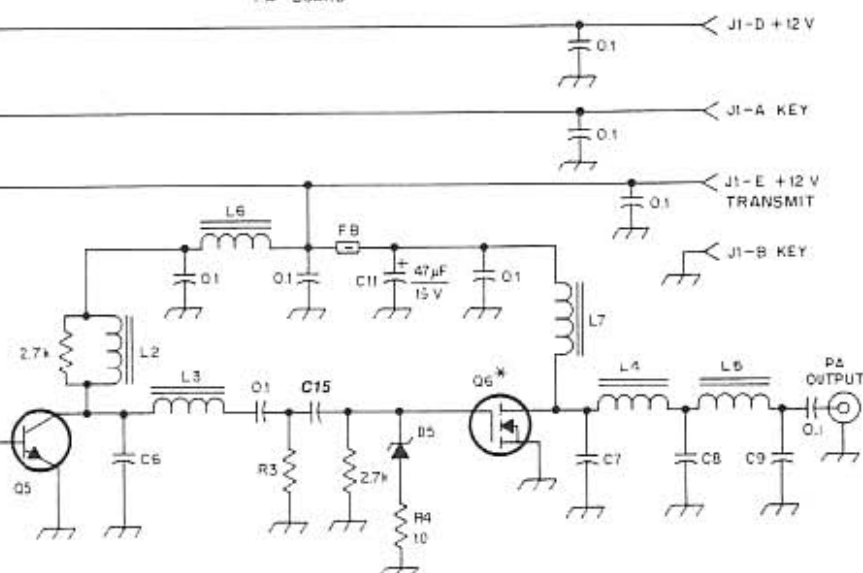 J1-D +12 V
0.1
J1-A KEY
0.1
J1-E +12 V
TRANSMIT
0.1
L6
FB
J1-B KEY
0.1
0.1
C11
+
47µF
15 V
0.1
L7
2.7k
L2
L3
0.1
C15
Q6*
L4
L5
PA
OUTPUT
D5
0.1
Q5
C6
R3
2.7k
R4
10
C7
C8
C9